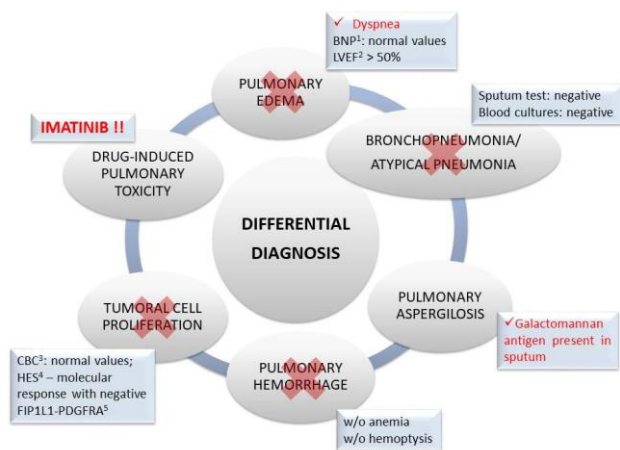 ✓ Dyspnea
BNP¹: normal values
LVEF² > 50%
PULMONARY
EDEMA
Sputum test: negative
Blood cultures: negative
BRONCHOPNEUMONIA/
ATYPICAL PNEUMONIA
IMATINIB !!
DRUG-INDUCED
PULMONARY
TOXICITY
DIFFERENTIAL
DIAGNOSIS
PULMONARY
ASPERGILOSIS
✓Galactomannan
antigen present in
sputum
TUMORAL CELL
PROLIFERATION
CBC³: normal values;
HES⁴ – molecular
response with negative
FIP1L1-PDGFRA⁵
PULMONARY
HEMORRHAGE
w/o anemia
w/o hemoptysis